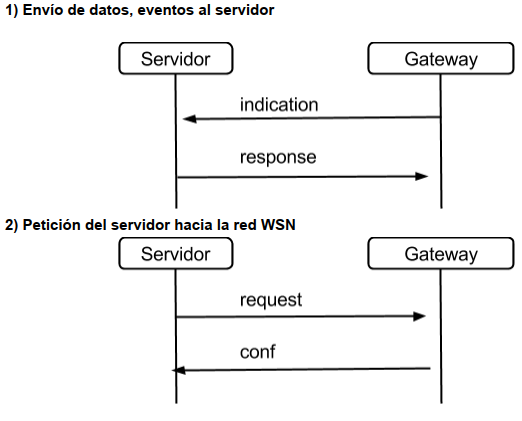 1) Envío de datos, eventos al servidor
Servidor
Gateway
indication
response
2) Petición del servidor hacia la red WSN
Servidor
Gateway
request
conf